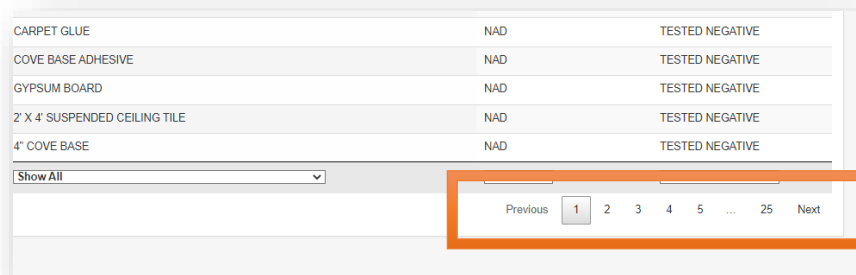 CARPET GLUE NAD TESTED NEGATIVE
COVE BASE ADHESIVE NAD TESTED NEGATIVE
GYPSUM BOARD NAD TESTED NEGATIVE
2' X 4' SUSPENDED CEILING TILE NAD TESTED NEGATIVE
4" COVE BASE NAD TESTED NEGATIVE
Show All
Previous 1 2 3 4 5 ... 25 Next